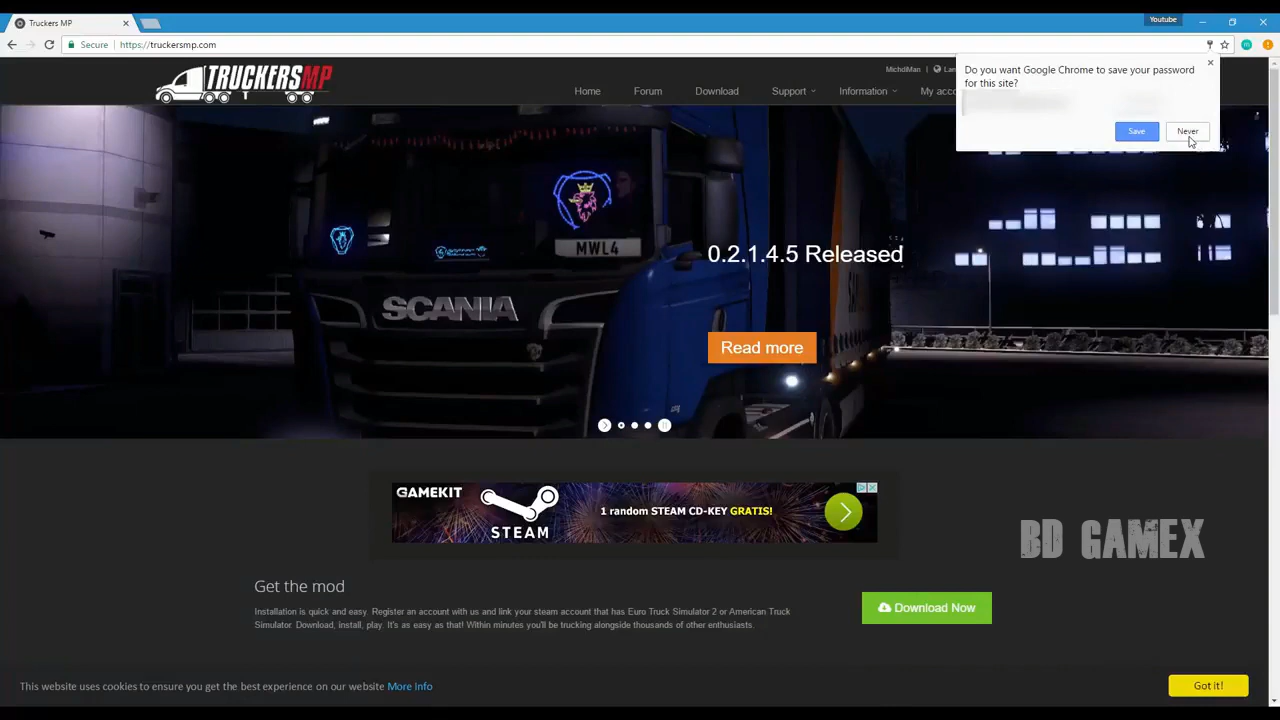 Truckers MP
Youtube
Secure
https://truckersmp.com
Do you want Google Chrome to save your password
for this site?
Save
Never
TRUCKERSMP
MichdiMan
Home
Forum
Download
Support
Information
0.2.1.4.5 Released
MWL4
SCANIA
Read more
GAMEKIT
STEAM
1 random STEAM CD-KEY GRATIS!
BD GAMEX
Get the mod
Installation is quick and easy. Register an account with us and link your steam account that has Euro Truck Simulator 2 or American Truck
Simulator. Download, install, play. It's as easy as that! Within minutes you'll be trucking alongside thousands of other enthusiasts.
Download Now
This website uses cookies to ensure you get the best experience on our website More info
Got it!